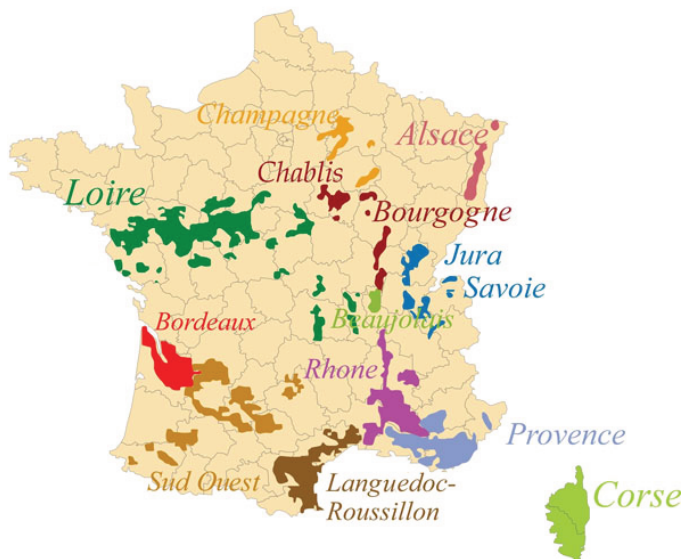 Champagne
Alsace
Chablis
Loire
Bourgogne
Jura
Savoie
Bordeaux
Beaujolais
Rhone
Provence
Sud Ouest
Languedoc-
Roussillon
Corse